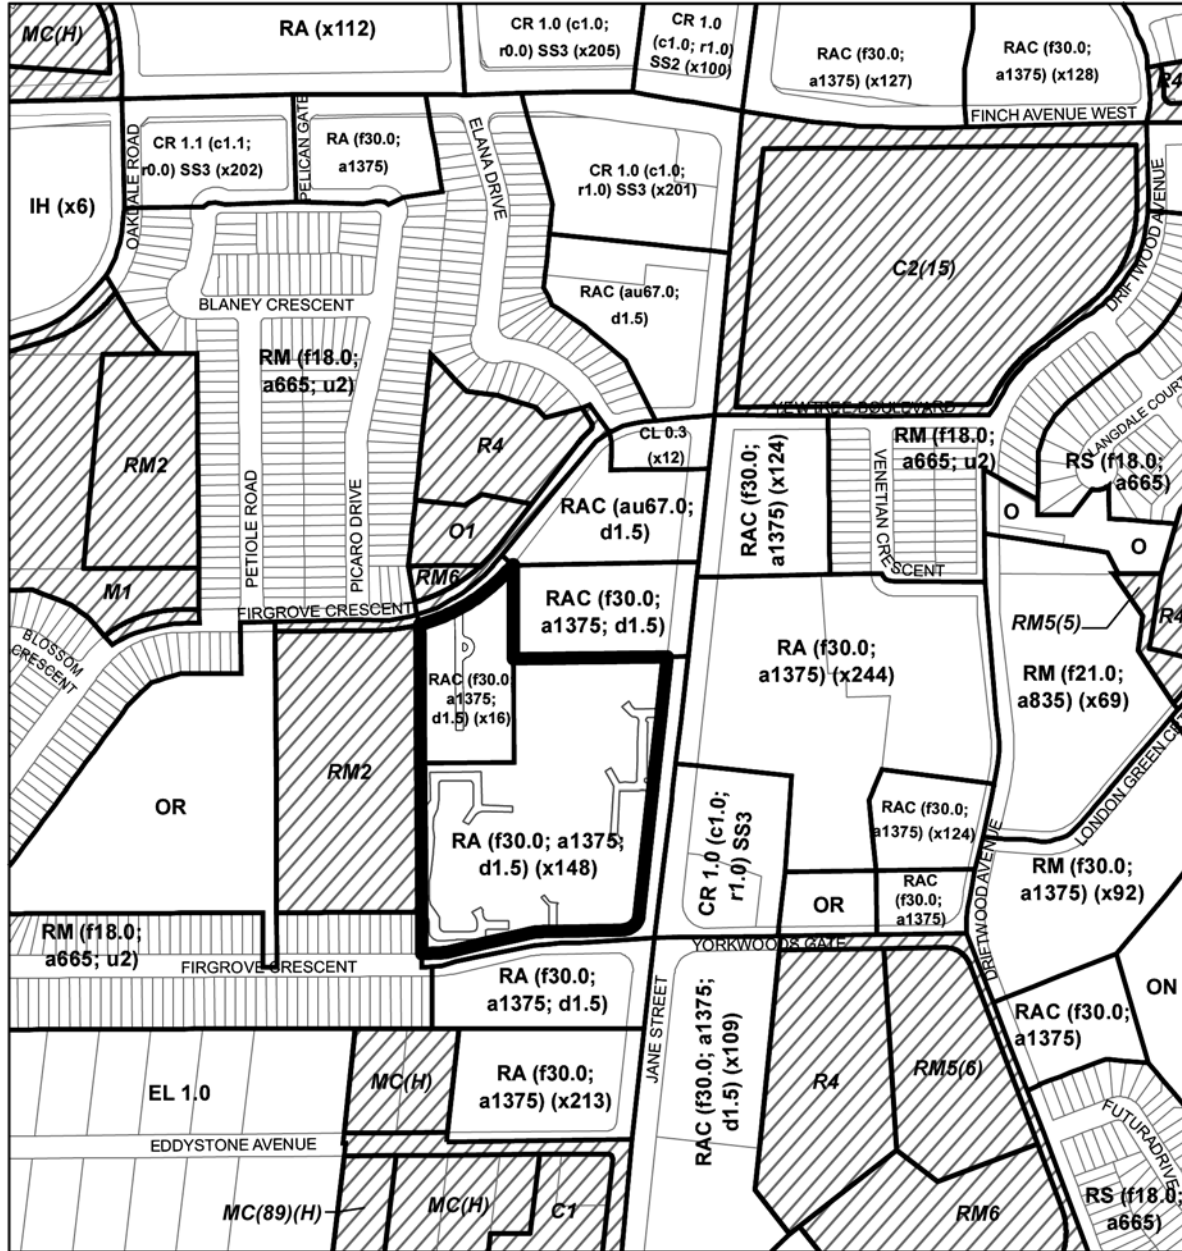 MC(H)
RA (x112)
CR 1.0 (c1.0;
r0.0) SS3 (x205)
CR 1.0
(c1.0; r1.0)
SS2 (x100)
RAC (f30.0;
a1375) (x127)
RAC (f30.0;
a1375) (x128)
R4
FINCH AVENUE WEST
OAKDALE ROAD
CR 1.1 (c1.1;
r0.0) SS3 (x202)
PELICAN GATE
RA (f30.0;
a1375)
ELANA DRIVE
CR 1.0 (c1.0;
r1.0) SS3 (x201)
IH (x6)
C2(15)
DRIFTWOOD AVENUE
BLANEY CRESCENT
RAC (au67.0;
d1.5)
RM (f18.0;
a665; u2)
YEWTREE BOULEVARD
LANGDALE COURT
RM2
R4
CL 0.3
(x12)
RAC (f30.0;
a1375) (x124)
RM (f18.0;
a665; u2)
RS (f18.0;
a665)
VENETIAN CRESCENT
PETIOLE ROAD
PICARO DRIVE
O1
RAC (au67.0;
d1.5)
O
O
M1
RM6
FIRGROVE CRESCENT
RAC (f30.0;
a1375; d1.5)
RM5(5)
R4
BLOSSOM
CRESCENT
RAC (f30.0;
a1375;
d1.5) (x16)
RA (f30.0;
a1375) (x244)
RM (f21.0;
a835) (x69)
RM2
OR
RA (f30.0; a1375;
d1.5) (x148)
CR 1.0 (c1.0;
r1.0) SS3
RAC (f30.0;
a1375) (x124)
LONDON GREEN
RM (f30.0;
a1375) (x92)
OR
RAC
(f30.0;
a1375)
DRIFTWOOD AVENUE
RM (f18.0;
a665; u2)
FIRGROVE CRESCENT
YORKWOODS GATE
RA (f30.0;
a1375; d1.5)
JANE STREET
RAC (f30.0; a1375;
d1.5) (x109)
ON
RAC (f30.0;
a1375)
EL 1.0
MC(H)
RA (f30.0;
a1375) (x213)
R4
RM5(6)
FUTURA DRIVE
EDDYSTONE AVENUE
MC(89)(H)
MC(H)
C1
RM6
RS (f18.0;
a665)